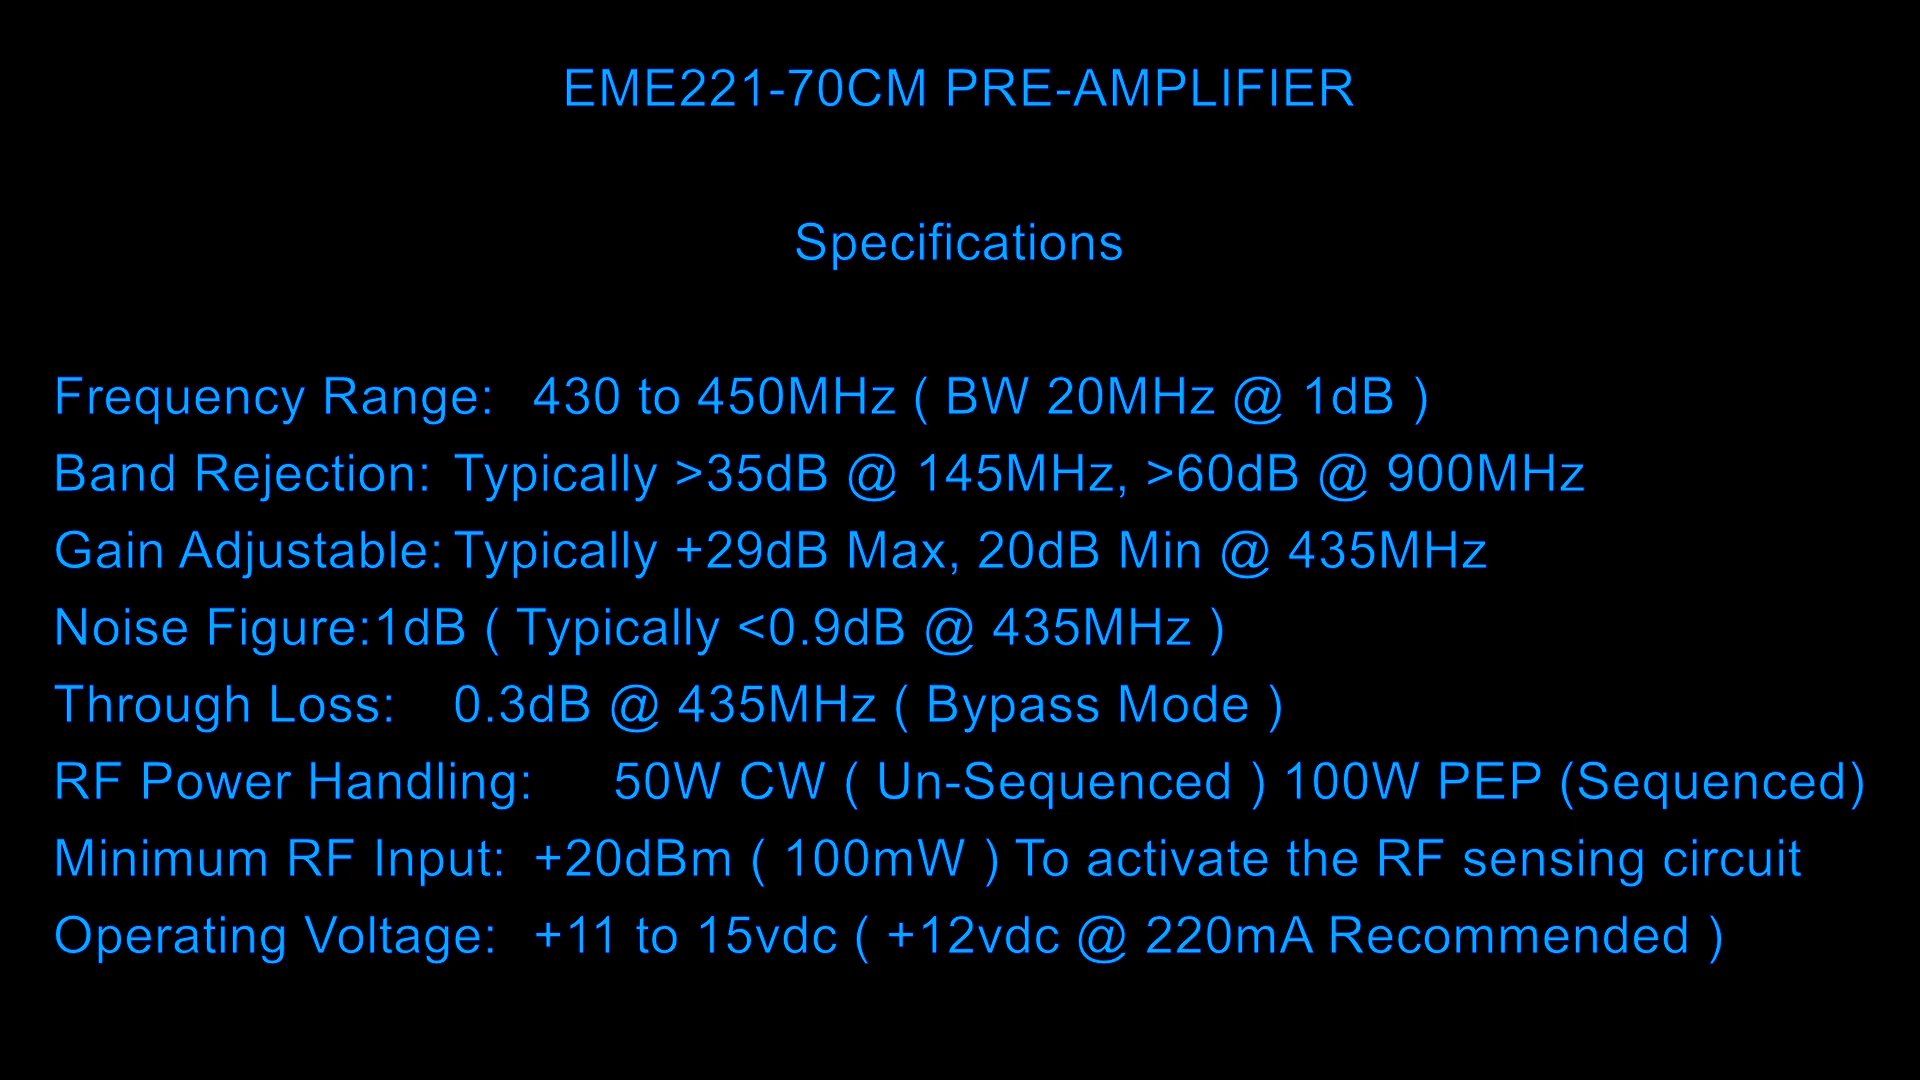 EME221-70CM PRE-AMPLIFIER
Specifications
Frequency Range: 430 to 450MHz ( BW 20MHz @ 1dB )
Band Rejection: Typically >35dB @ 145MHz, >60dB @ 900MHz
Gain Adjustable: Typically +29dB Max, 20dB Min @ 435MHz
Noise Figure:1dB ( Typically <0.9dB @ 435MHz )
Through Loss: 0.3dB @ 435MHz ( Bypass Mode )
RF Power Handling: 50W CW ( Un-Sequenced ) 100W PEP (Sequenced)
Minimum RF Input: +20dBm ( 100mW ) To activate the RF sensing circuit
Operating Voltage: +11 to 15vdc ( +12vdc @ 220mA Recommended )